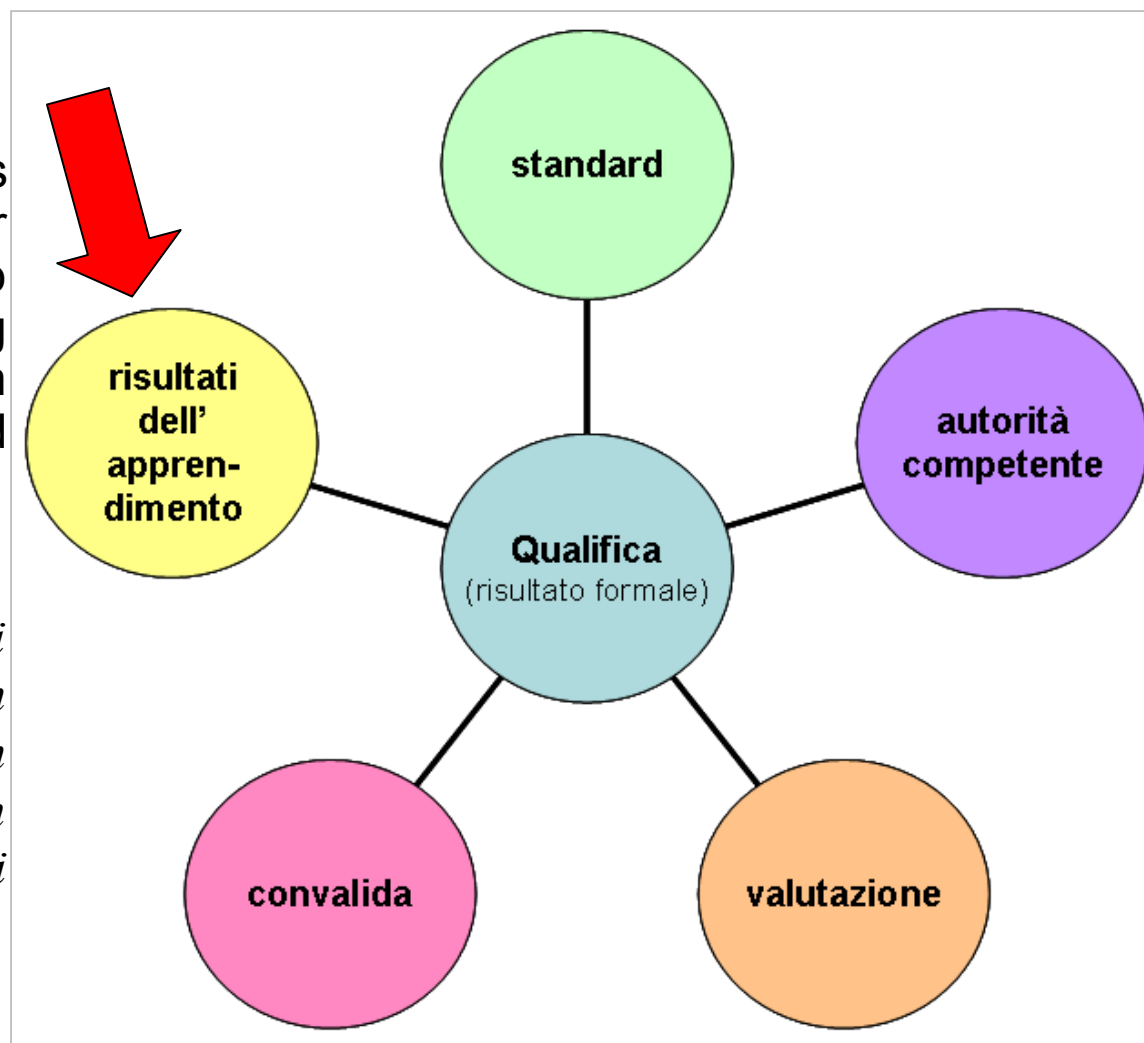 standard
risultati
dell'
appren-
dimento
autorità
competente
Qualifica
(risultato formale)
convalida
valutazione